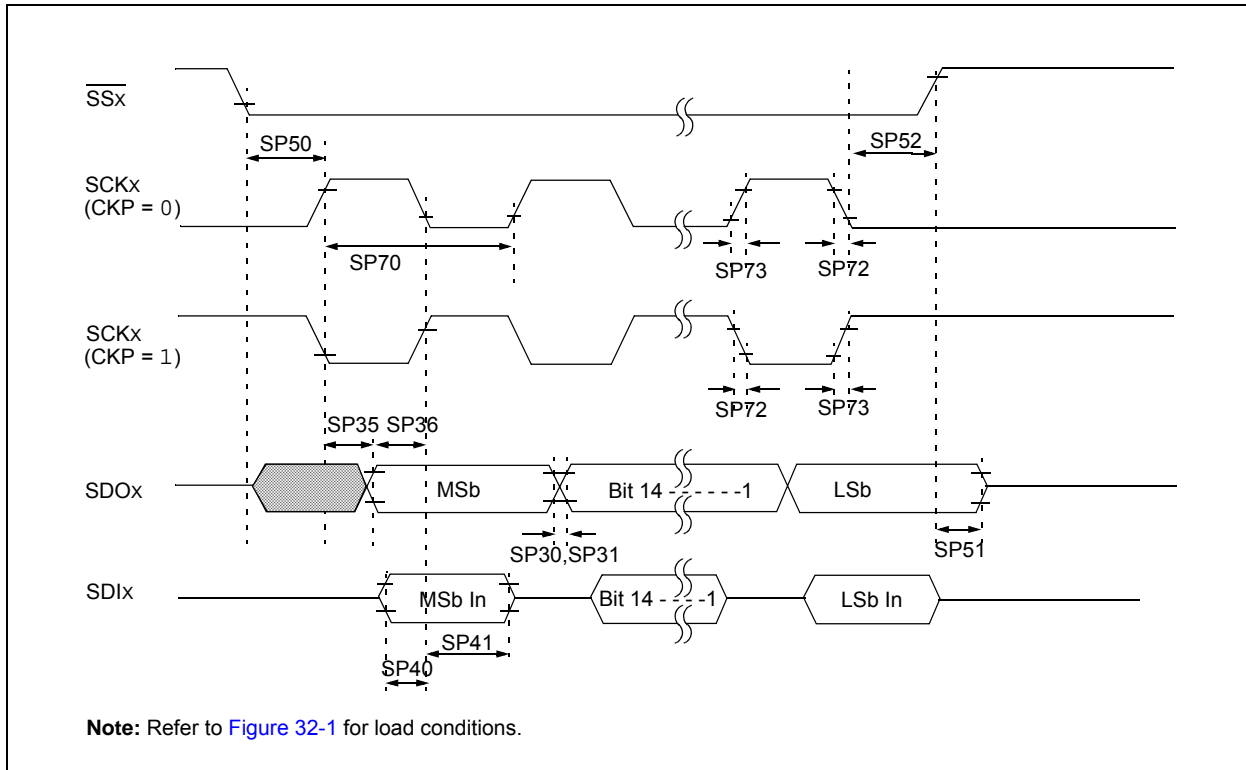 SSx
SP50
SP52
SCKx
(CKP = 0)
SP70
SP73
SP72
SCKx
(CKP = 1)
SP72
SP73
SP35
SP36
SDOx
MSb
Bit 14 - - - - - -1
LSb
SP30,SP31
SP51
SDIx
MSb In
Bit 14 - - - -1
LSb In
SP41
SP40
Note: Refer to Figure 32-1 for load conditions.